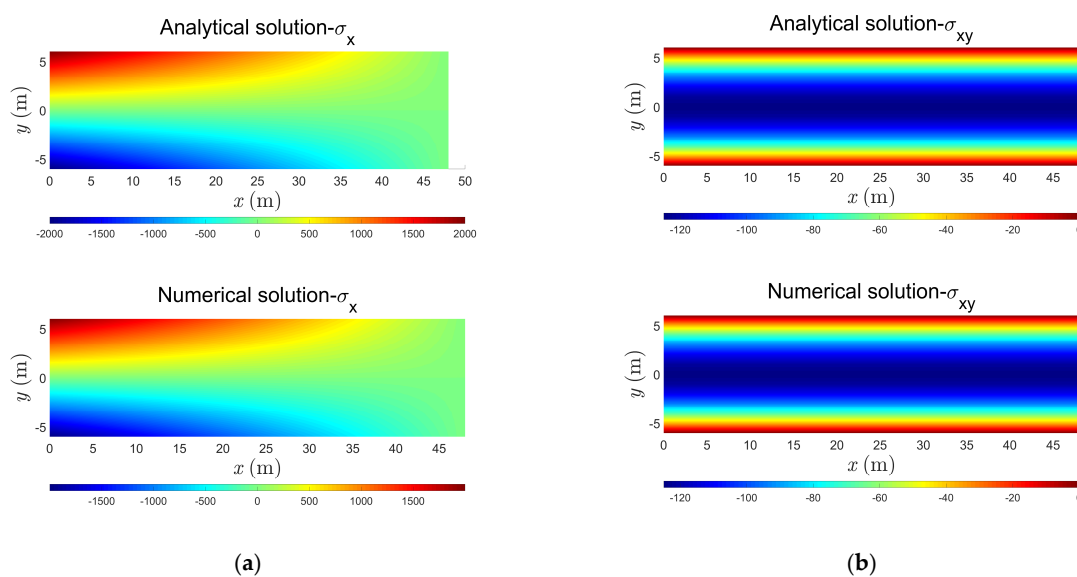 Analytical solution-σx
y (m)
5
0
-5
0 5 10 15 20 25 30 35 40 45 50
x (m)
-2000 -1500 -1000 -500 0 500 1000 1500 2000
Numerical solution-σx
y (m)
5
0
-5
0 5 10 15 20 25 30 35 40 45
x (m)
-1500 -1000 -500 0 500 1000 1500
(a)
Analytical solution-σxy
y (m)
5
0
-5
0 5 10 15 20 25 30 35 40 45
x (m)
-120 -100 -80 -60 -40 -20
Numerical solution-σxy
y (m)
5
0
-5
0 5 10 15 20 25 30 35 40 45
x (m)
-120 -100 -80 -60 -40 -20
(b)